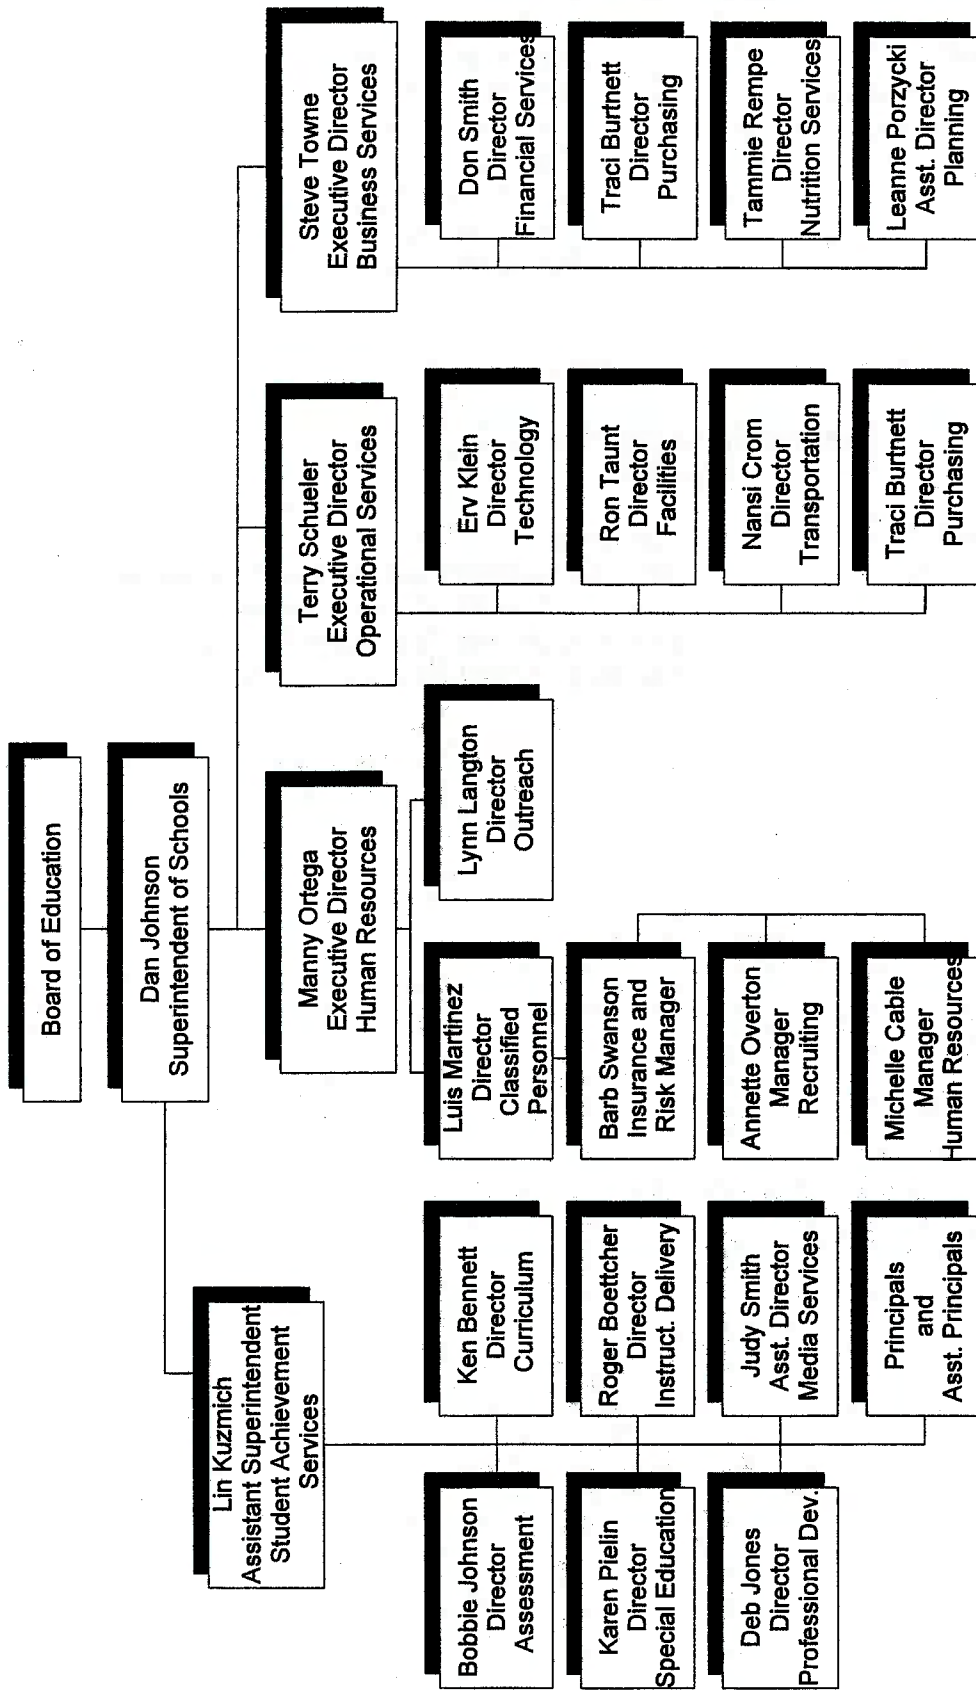 Board of Education
Dan Johnson
Superintendent of Schools
Lin Kuzmich
Assistant Superintendent
Student Achievement
Services
Bobbie Johnson
Director
Assessment
Ken Bennett
Director
Curriculum
Karen Pielin
Director
Special Education
Roger Boettcher
Director
Instruct. Delivery
Deb Jones
Director
Professional Dev.
Judy Smith
Asst. Director
Media Services
Principals
and
Asst. Principals
Manny Ortega
Executive Director
Human Resources
Luis Martinez
Director
Classified
Personnel
Lynn Langton
Director
Outreach
Barb Swanson
Insurance and
Risk Manager
Annette Overton
Manager
Recruiting
Michelle Cable
Manager
Human Resources
Terry Schueler
Executive Director
Operational Services
Erv Klein
Director
Technology
Ron Taunt
Director
Facilities
Nansi Crom
Director
Transportation
Traci Burtnett
Director
Purchasing
Steve Towne
Executive Director
Business Services
Don Smith
Director
Financial Services
Traci Burtnett
Director
Purchasing
Tammie Rempe
Director
Nutrition Services
Leanne Porzycki
Asst. Director
Planning